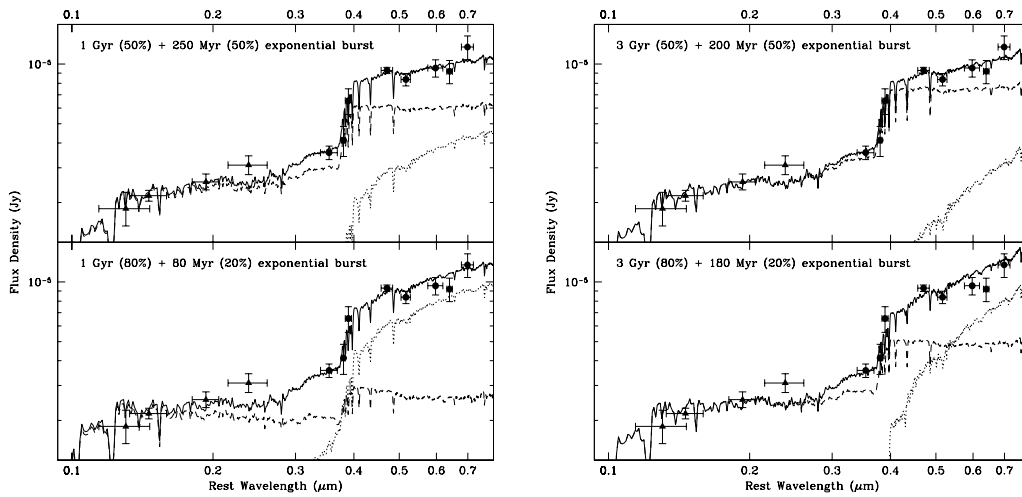 0.1 0.2 0.3 0.4 0.5 0.6 0.7
1 Gyr (50%) + 250 Myr (50%) exponential burst
10⁻⁵
1 Gyr (80%) + 80 Myr (20%) exponential burst
10⁻⁵
Flux Density (Jy)
0.1 0.2 0.3 0.4 0.5 0.6 0.7
Rest Wavelength (μm)
0.1 0.2 0.3 0.4 0.5 0.6 0.7
3 Gyr (50%) + 200 Myr (50%) exponential burst
10⁻⁵
3 Gyr (80%) + 180 Myr (20%) exponential burst
10⁻⁵
Flux Density (Jy)
0.1 0.2 0.3 0.4 0.5 0.6 0.7
Rest Wavelength (μm)